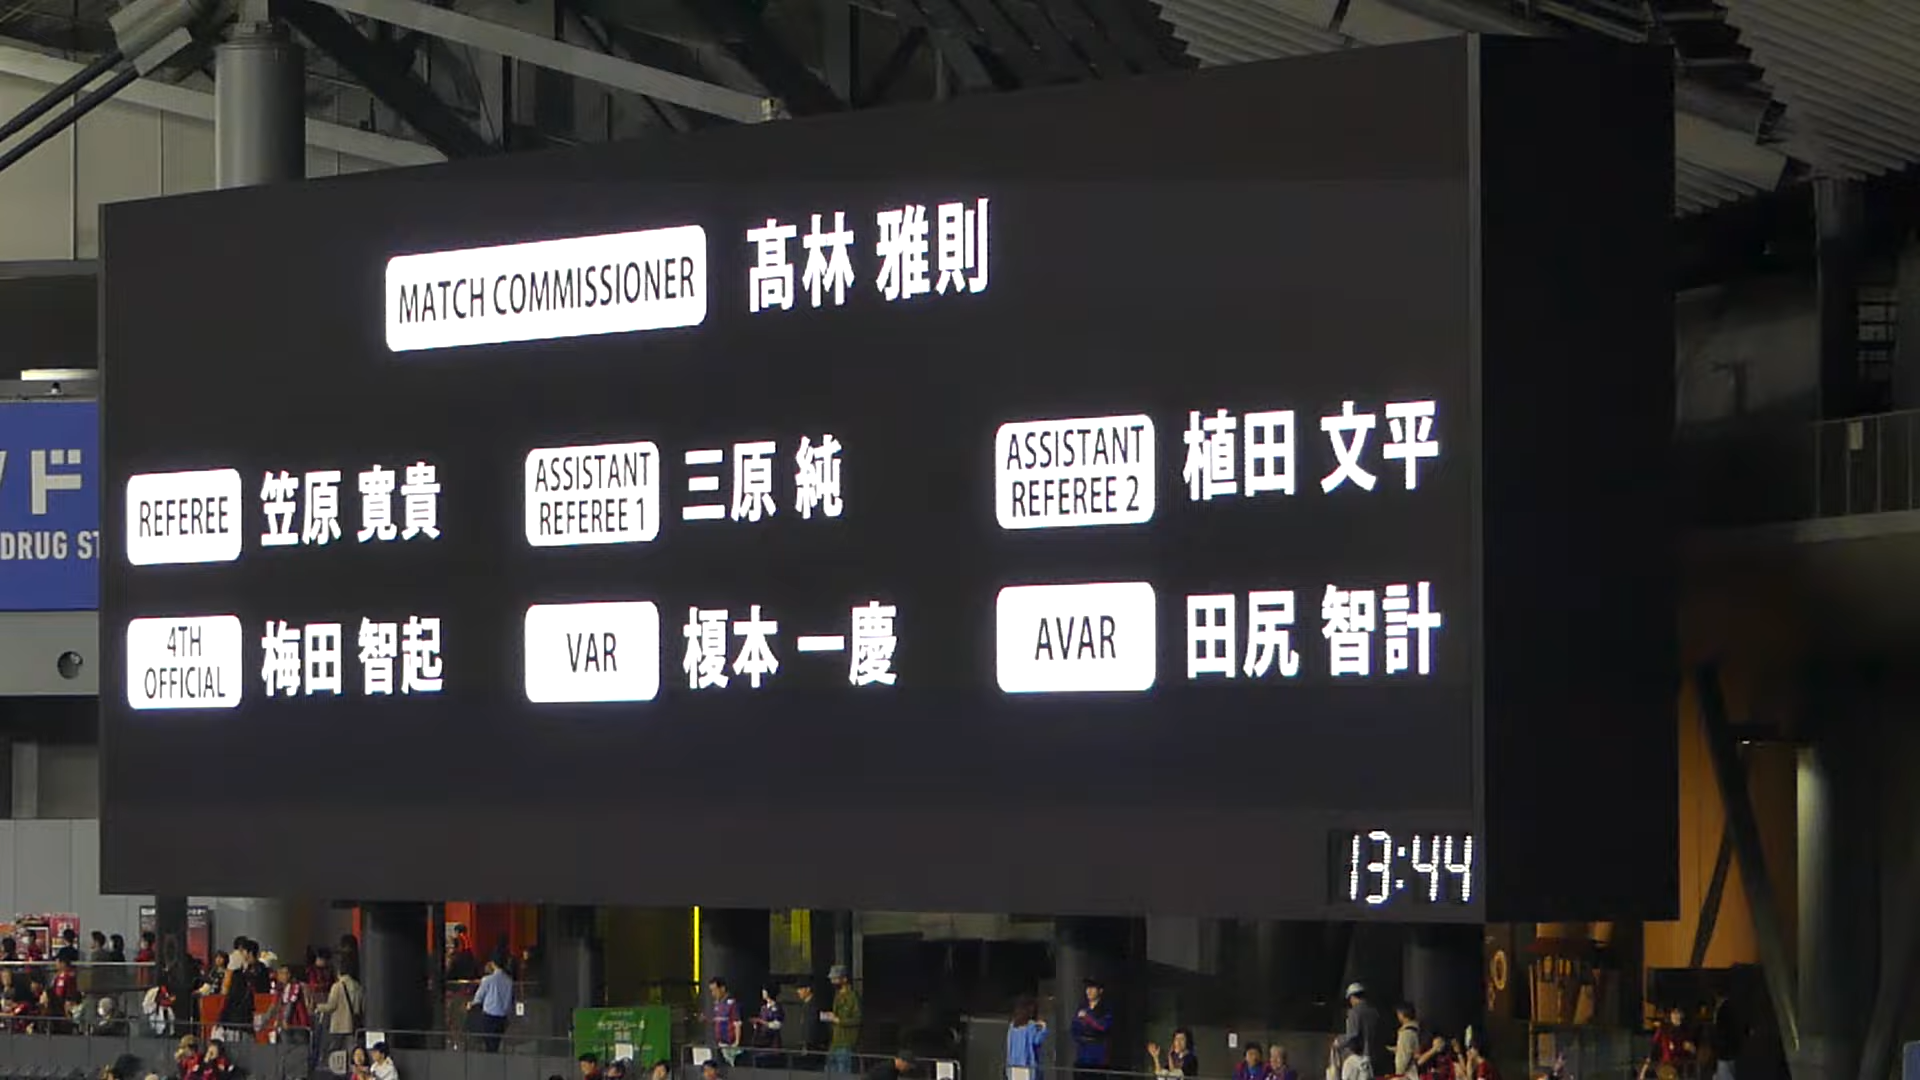 MATCH COMMISSIONER 髙林 雅則
REFEREE 笠原 寛貴
ASSISTANT
REFEREE 1 三原 純
ASSISTANT
REFEREE 2 植田 文平
4TH
OFFICIAL 梅田 智起
VAR 榎本 一慶
AVAR 田尻 智計
13:44
ド
DRUG ST